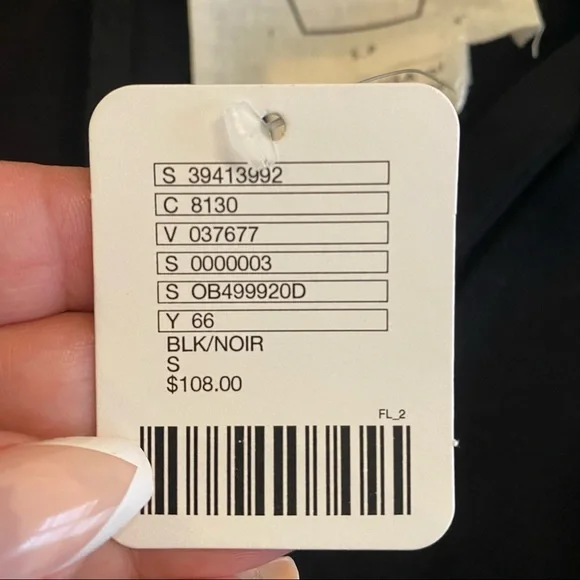 S 39413992
C 8130
V 037677
S 0000003
S OB499920D
Y 66
BLK/NOIR
S
$108.00
FL_2